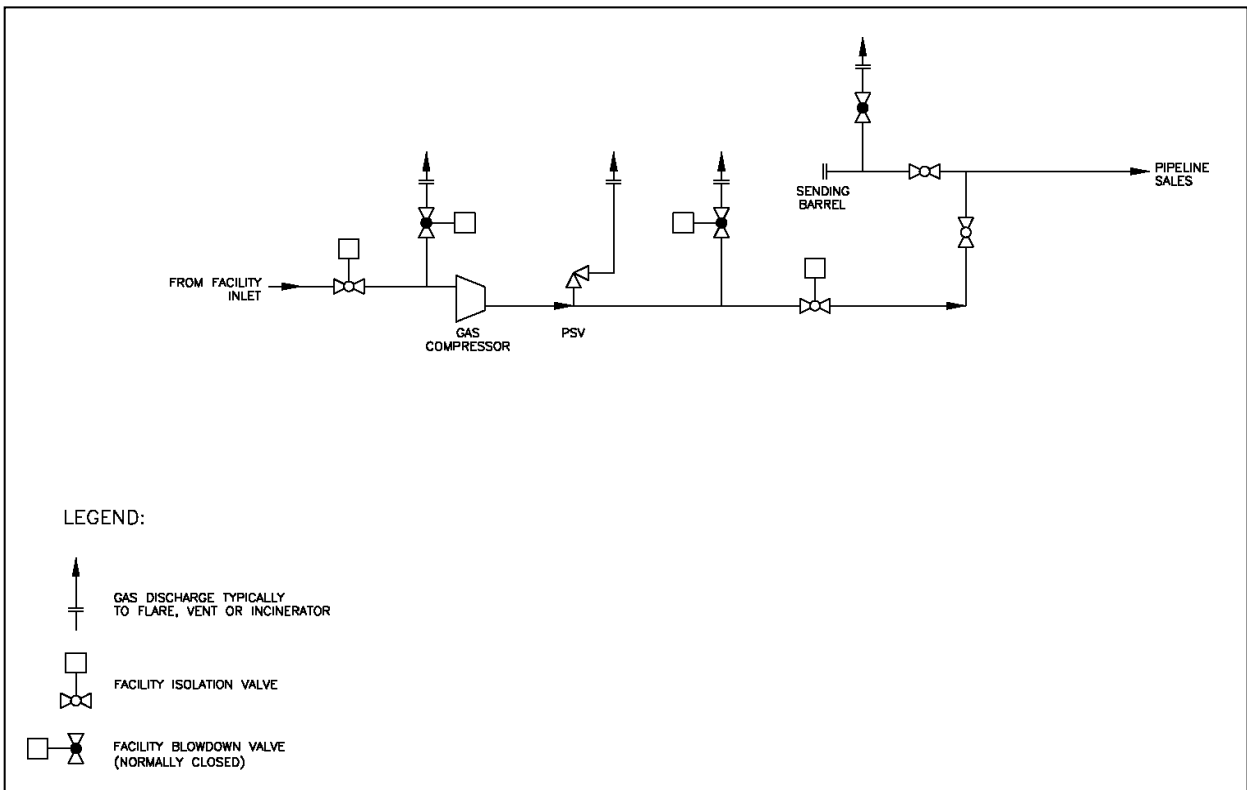 SENDING
BARREL
PIPELINE
SALES
FROM FACILITY
INLET
GAS
COMPRESSOR
PSV
LEGEND:
GAS DISCHARGE TYPICALLY
TO FLARE, VENT OR INCINERATOR
FACILITY ISOLATION VALVE
FACILITY BLOWDOWN VALVE
(NORMALLY CLOSED)